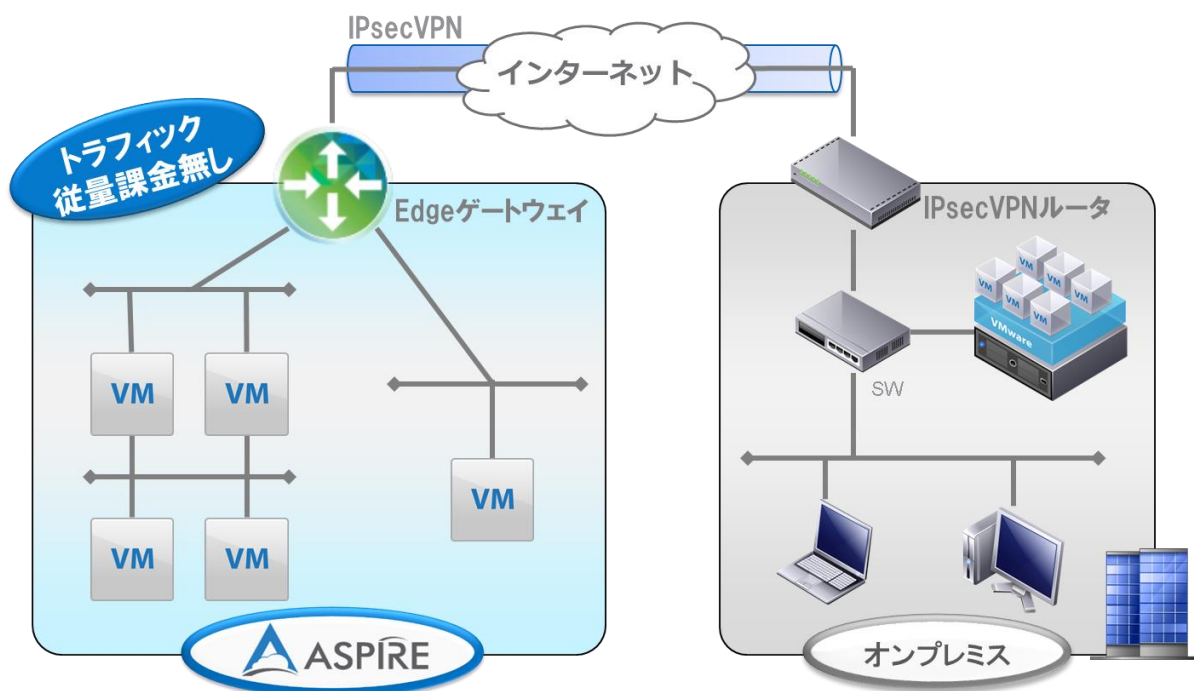 IPsecVPN
インターネット
トラフィック
従量課金無し
Edgeゲートウェイ
IPsecVPNルータ
VM
VM
VM
VM
VM
VM
VMware
SW
VM
VM
VM
VM
VM
ASPIRE
オンプレミス